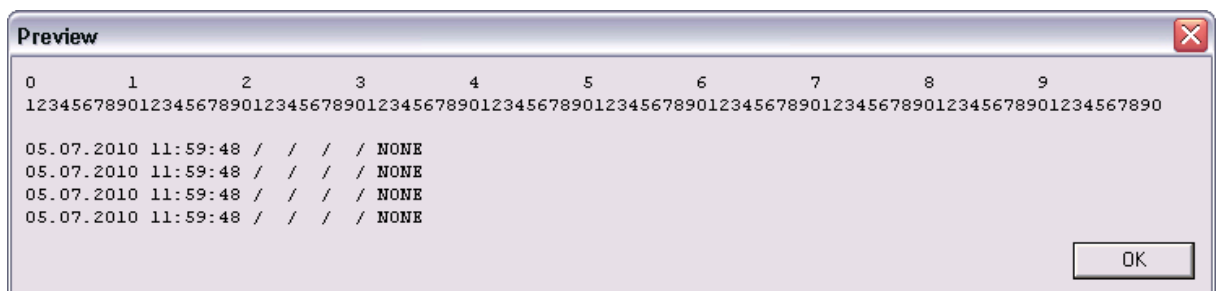 Preview
0         1         2         3         4         5         6         7         8         9
1234567890123456789012345678901234567890123456789012345678901234567890123456789012345678901234567890
05.07.2010 11:59:48 /  /  /  / NONE
05.07.2010 11:59:48 /  /  /  / NONE
05.07.2010 11:59:48 /  /  /  / NONE
05.07.2010 11:59:48 /  /  /  / NONE
OK